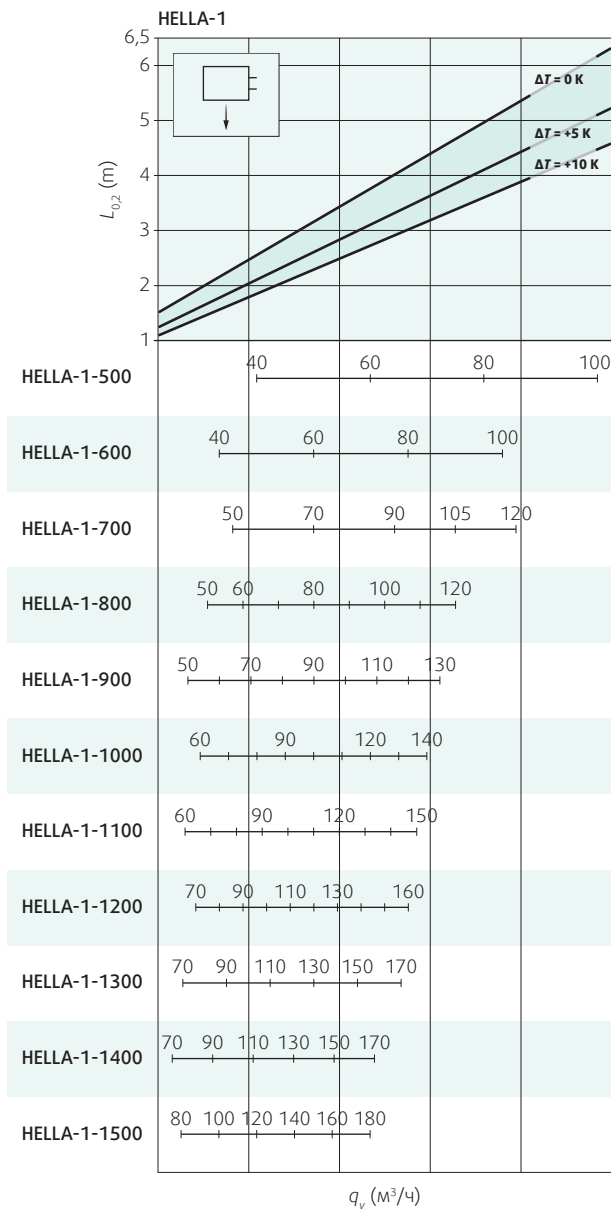 HELLA-1
6,5
6
5
4
3
2
1
L0,2 (m)
ΔT = 0 K
ΔT = +5 K
ΔT = +10 K
HELLA-1-500 40 60 80 100
HELLA-1-600 40 60 80 100
HELLA-1-700 50 70 90 105 120
HELLA-1-800 50 60 80 100 120
HELLA-1-900 50 70 90 110 130
HELLA-1-1000 60 90 120 140
HELLA-1-1100 60 90 120 150
HELLA-1-1200 70 90 110 130 160
HELLA-1-1300 70 90 110 130 150 170
HELLA-1-1400 70 90 110 130 150 170
HELLA-1-1500 80 100 120 140 160 180
qv (м³/ч)